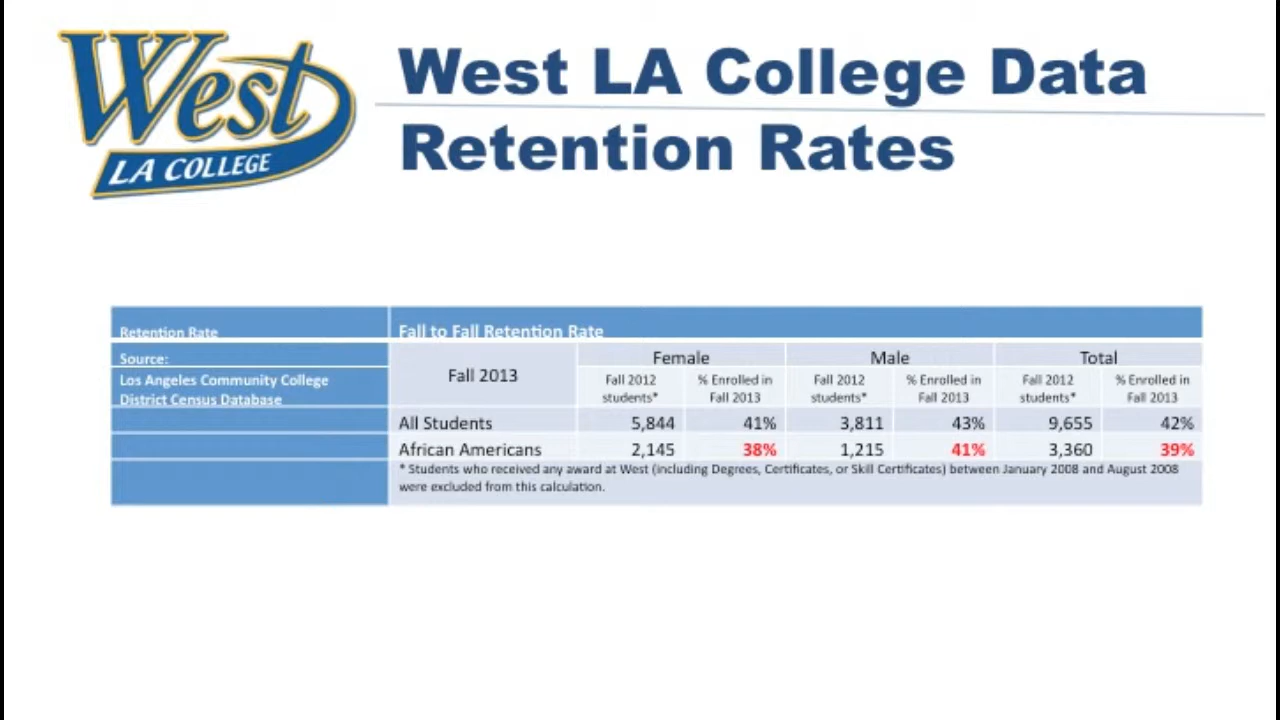 West
LA COLLEGE
West LA College Data
Retention Rates
Retention Rate
Fall to Fall Retention Rate
Source:
Los Angeles Community College
District Census Database
Fall 2013
Female
Male
Total
Fall 2012 students*
% Enrolled in Fall 2013
Fall 2012 students*
% Enrolled in Fall 2013
Fall 2012 students*
% Enrolled in Fall 2013
All Students 5,844 41% 3,811 43% 9,655 42%
African Americans 2,145 38% 1,215 41% 3,360 39%
* Students who received any award at West (including Degrees, Certificates, or Skill Certificates) between January 2008 and August 2008
were excluded from this calculation.